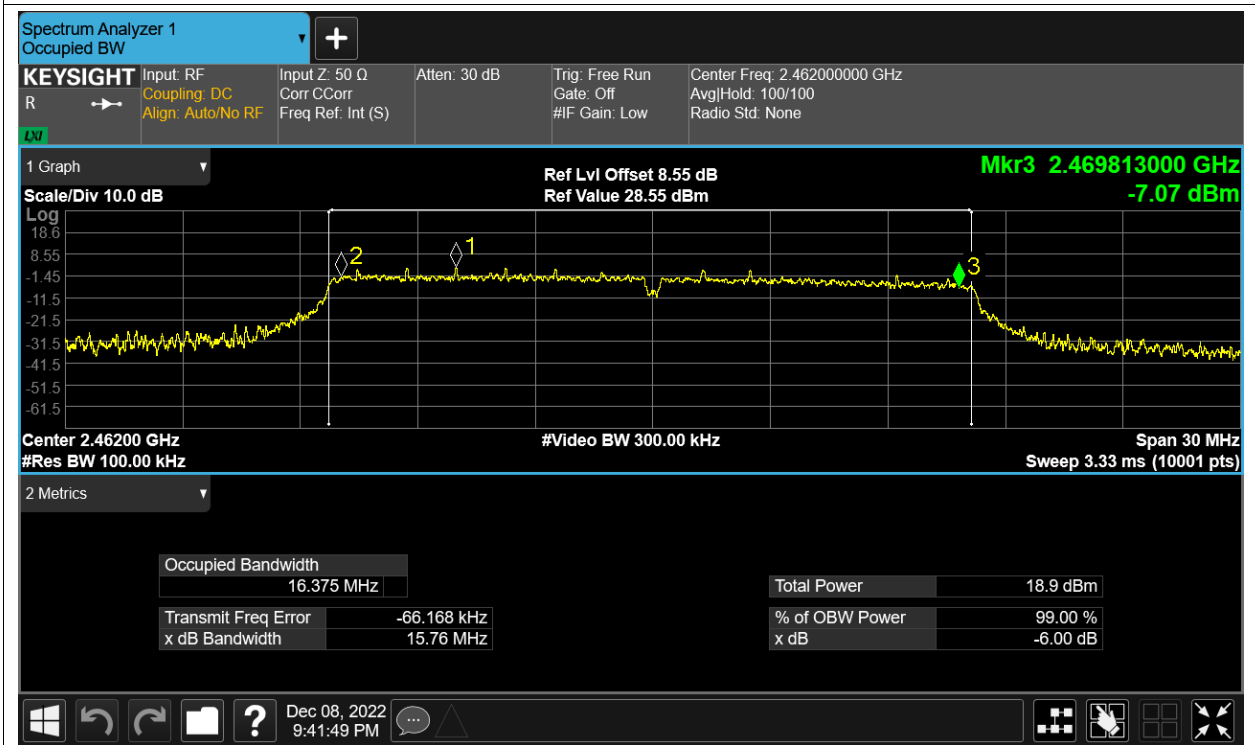 Spectrum Analyzer 1
Occupied BW
KEYSIGHT
R
LXI
Input: RF
Coupling: DC
Align: Auto/No RF
Input Z: 50 Ω
Corr CCorr
Freq Ref: Int (S)
Atten: 30 dB
Trig: Free Run
Gate: Off
#IF Gain: Low
Center Freq: 2.462000000 GHz
Avg|Hold: 100/100
Radio Std: None
1 Graph
Scale/Div 10.0 dB
Ref Lvl Offset 8.55 dB
Ref Value 28.55 dBm
Mkr3 2.469813000 GHz
-7.07 dBm
Log
18.6
8.55
-1.45
-11.5
-21.5
-31.5
-41.5
-51.5
-61.5
2
1
3
Center 2.46200 GHz
#Res BW 100.00 kHz
#Video BW 300.00 kHz
Span 30 MHz
Sweep 3.33 ms (10001 pts)
2 Metrics
Occupied Bandwidth
16.375 MHz
Transmit Freq Error -66.168 kHz
x dB Bandwidth 15.76 MHz
Total Power 18.9 dBm
% of OBW Power 99.00 %
x dB -6.00 dB
?
Dec 08, 2022
9:41:49 PM